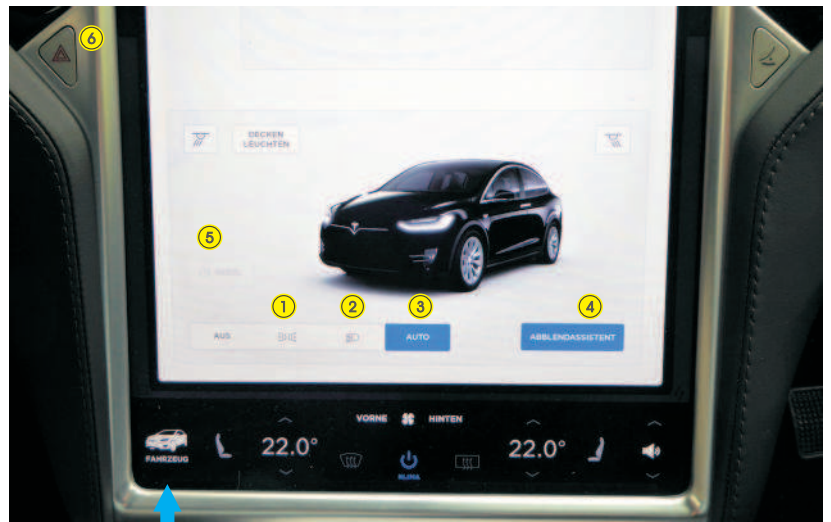 6
DECKEN
LEUCHTEN
5
1
2
3
4
AUS
AUTO
ABBLENDASSISTENT
VORNE
HINTEN
FAHRZEUG
22.0°
KLIMA
22.0°